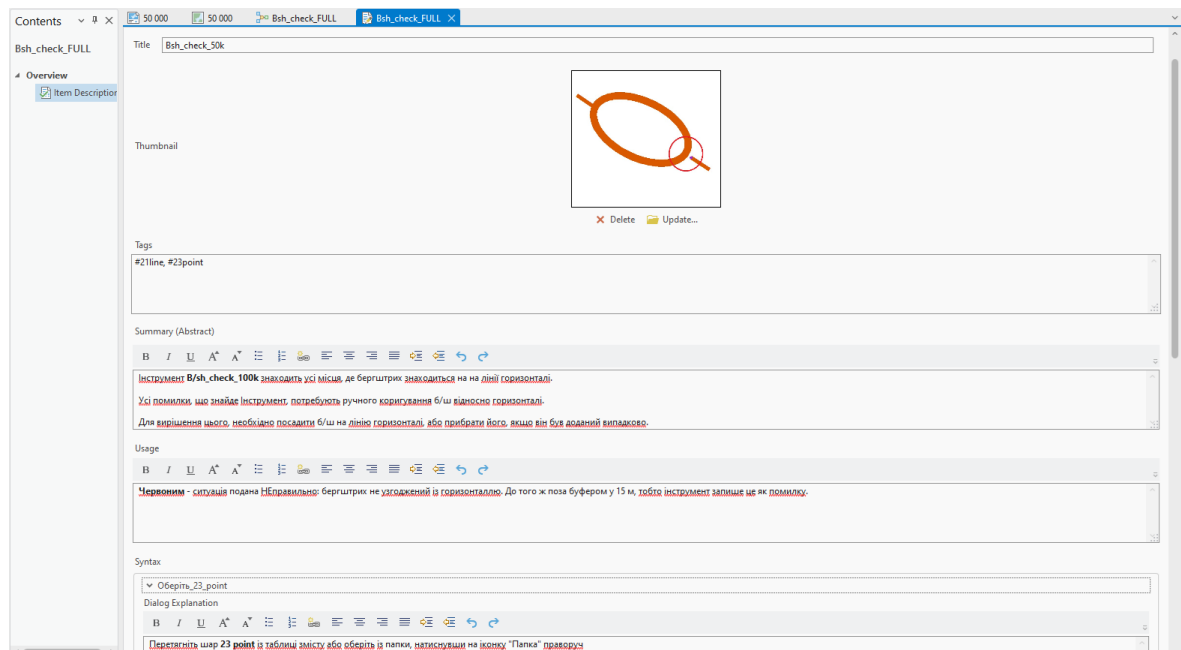 Contents
50 000
50 000
Bsh_check_FULL
Bsh_check_FULL
Bsh_check_FULL
Overview
Item Description
Title
Bsh_check_50k
Thumbnail
Delete
Update...
Tags
#21line, #23point
Summary (Abstract)
B I U A A
Інструмент B/sh_check_100k знаходить усі місця, де бергштрих знаходиться на на лінії горизонталі.
Усі помилки, що знайде Інструмент, потребують ручного коригування б/ш відносно горизонталі.
Для вирішення цього, необхідно посадити б/ш на лінію горизонталі, або прибрати його, якщо він був доданий випадково.
Usage
B I U A A
Червоним - ситуація подана НЕправильно: бергштрих не узгоджений із горизонталлю. До того ж поза буфером у 15 м, тобто інструмент запише це як помилку.
Syntax
Оберіть_23_point
Dialog Explanation
B I U A A
Перетягніть шар 23 point із таблиці змісту або оберіть із папки, натиснувши на іконку "Папка" праворуч